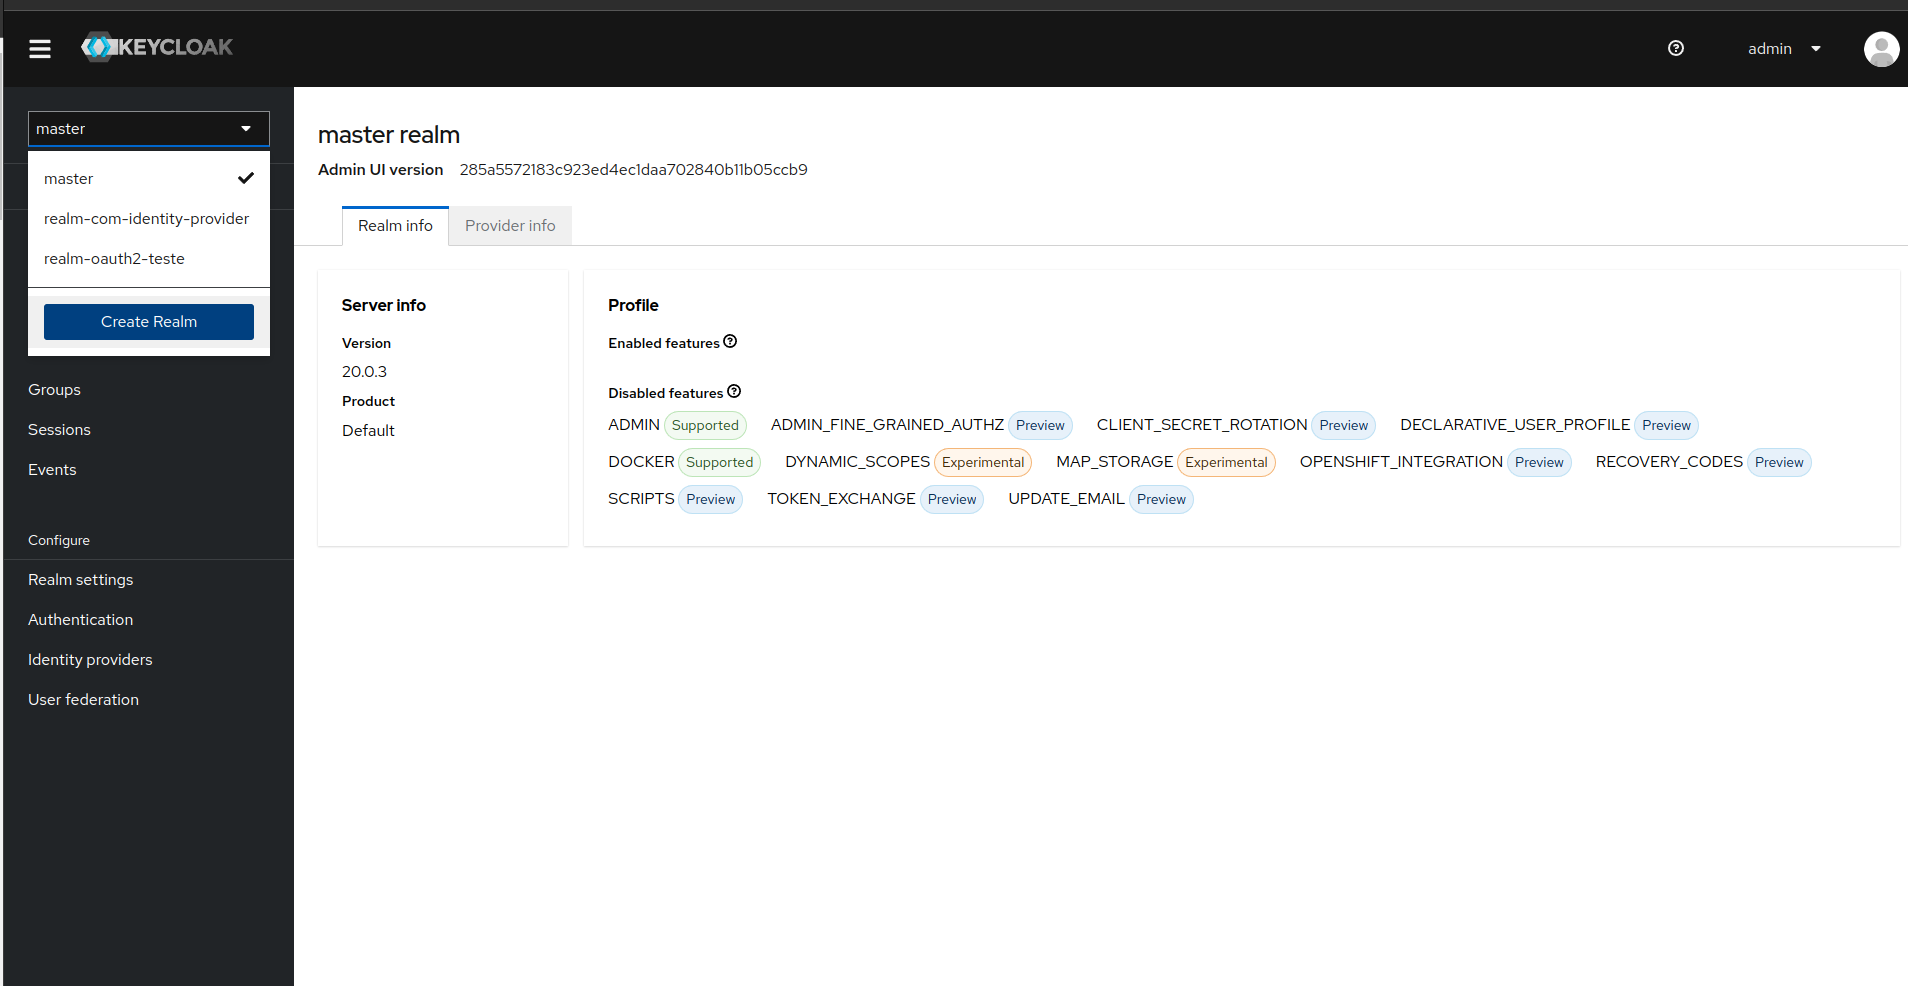 KEYCLOAK
admin
master
master
realm-com-identity-provider
realm-oauth2-teste
Create Realm
Groups
Sessions
Events
Configure
Realm settings
Authentication
Identity providers
User federation
master realm
Admin UI version 285a5572183c923ed4ec1daa702840b11b05ccb9
Realm info Provider info
Server info
Version
20.0.3
Product
Default
Profile
Enabled features
Disabled features
ADMIN Supported ADMIN_FINE_GRAINED_AUTHZ Preview CLIENT_SECRET_ROTATION Preview DECLARATIVE_USER_PROFILE Preview
DOCKER Supported DYNAMIC_SCOPES Experimental MAP_STORAGE Experimental OPENSHIFT_INTEGRATION Preview RECOVERY_CODES Preview
SCRIPTS Preview TOKEN_EXCHANGE Preview UPDATE_EMAIL Preview